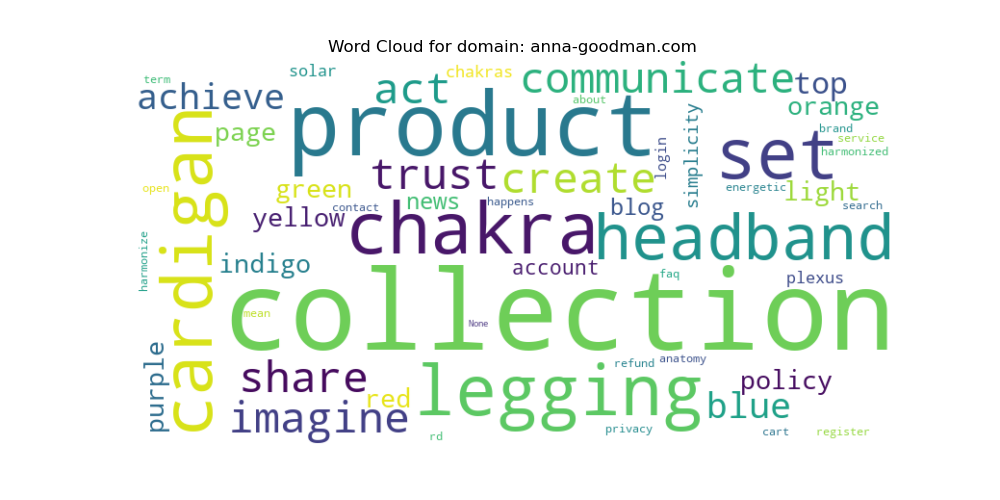 Word Cloud for domain: anna-goodman.com
term
solar
chakras
communicate
top
achieve
act
about
orange
page
product
brand
service
harmonized
set
login
simplicity
trust
create
green
news
happens
energetic
light
contact
blog
search
yellow
cardigan
chakra
headband
harmonize
open
indigo
account
faq
plexus
collection
mean
None
refund
anatomy
purple
share
red
legging
policy
imagine
blue
rd
privacy
cart
register